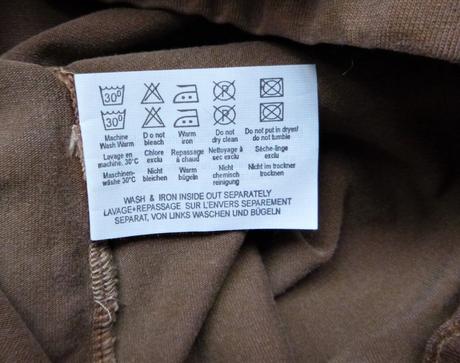 30° 30°
Machine Wash Warm Do not bleach Warm iron Do not dry clean Do not put in dryer/ do not tumble
Lavage en machine. 30°C Chlore exclu Repassage à chaud Nettoyage à sec exclu Sèche-linge exclu
Maschinen- wäshe 30°C Nicht bleichen Warm bügeln Nicht chemisch reinigung Nicht im trockner trocknen
WASH & IRON INSIDE OUT SEPARATELY
LAVAGE+REPASSAGE SUR L'ENVERS SEPAREMENT
SEPARAT, VON LINKS WASCHEN UND BÜGELN